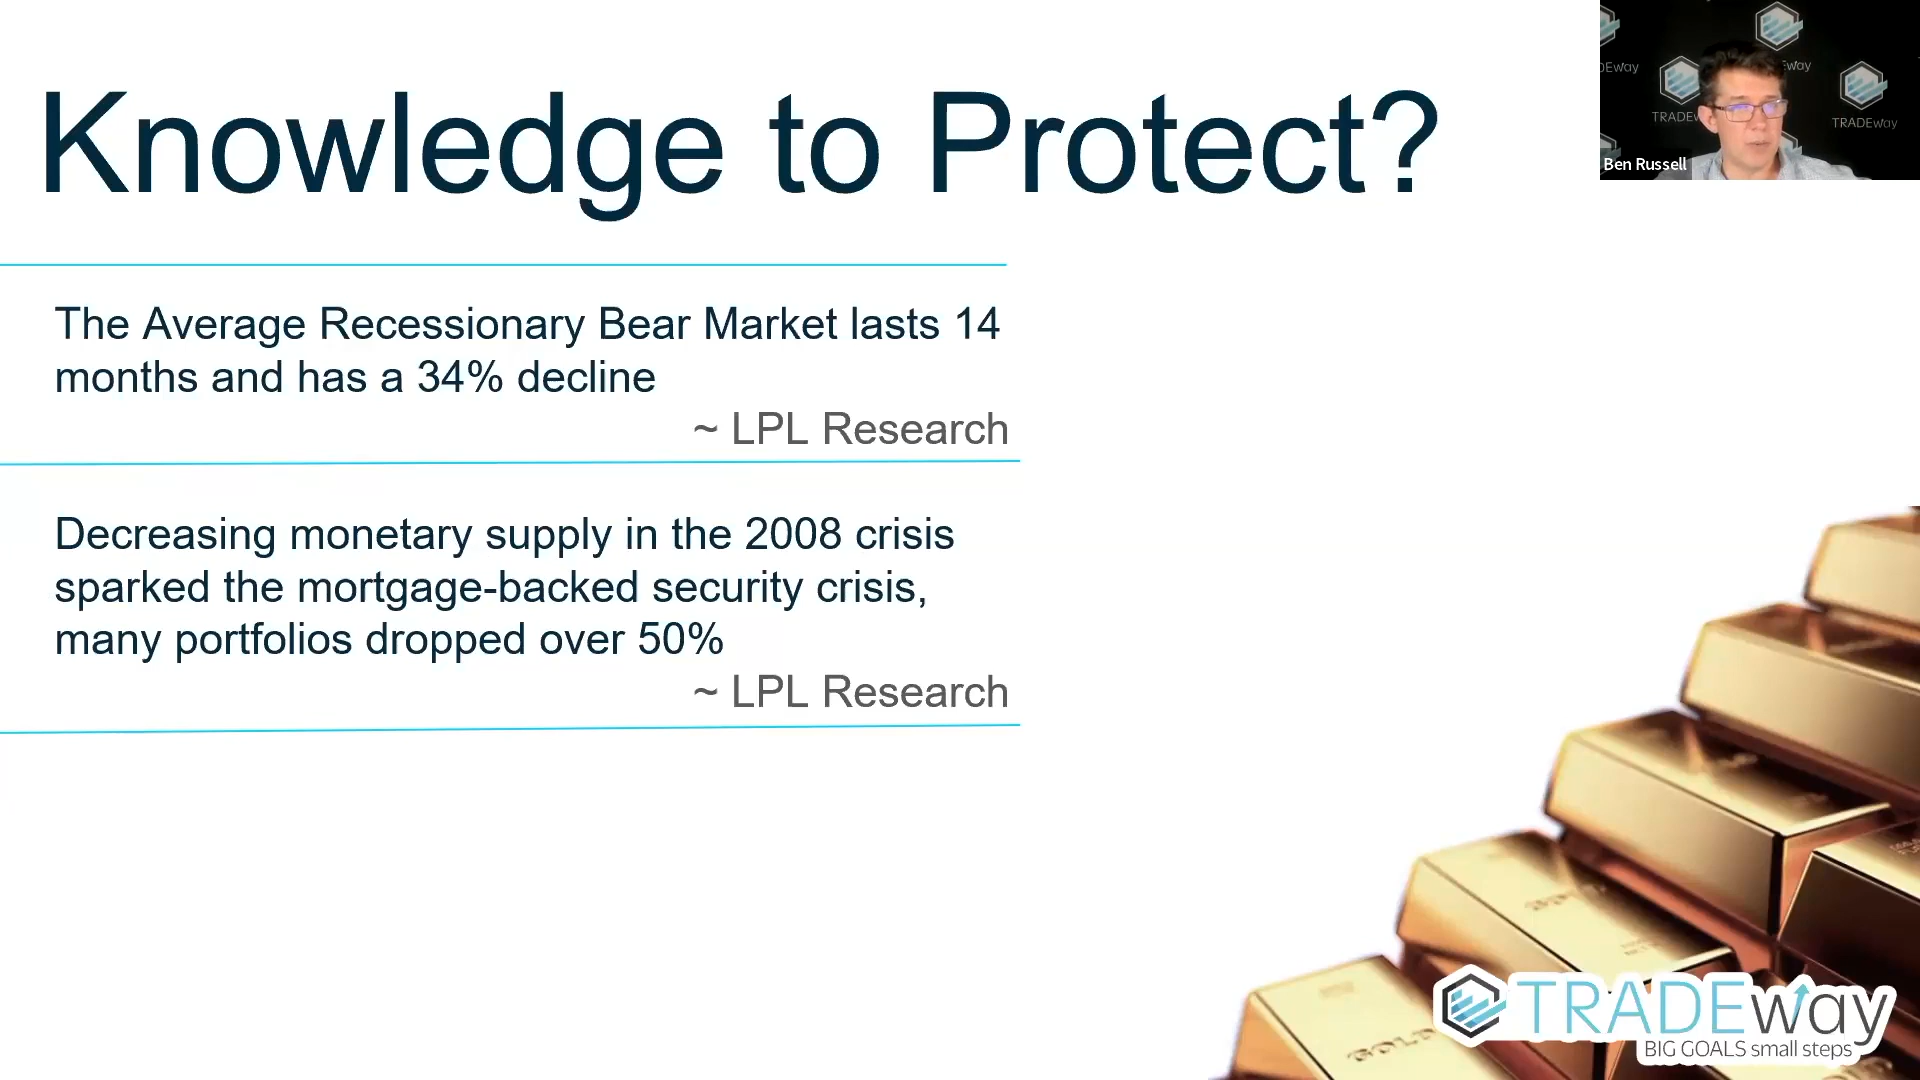 Knowledge to Protect?
The Average Recessionary Bear Market lasts 14
months and has a 34% decline
~ LPL Research
Decreasing monetary supply in the 2008 crisis
sparked the mortgage-backed security crisis,
many portfolios dropped over 50%
~ LPL Research
TRADEway
Ben Russell
GOLD
TRADEway
BIG GOALS small steps